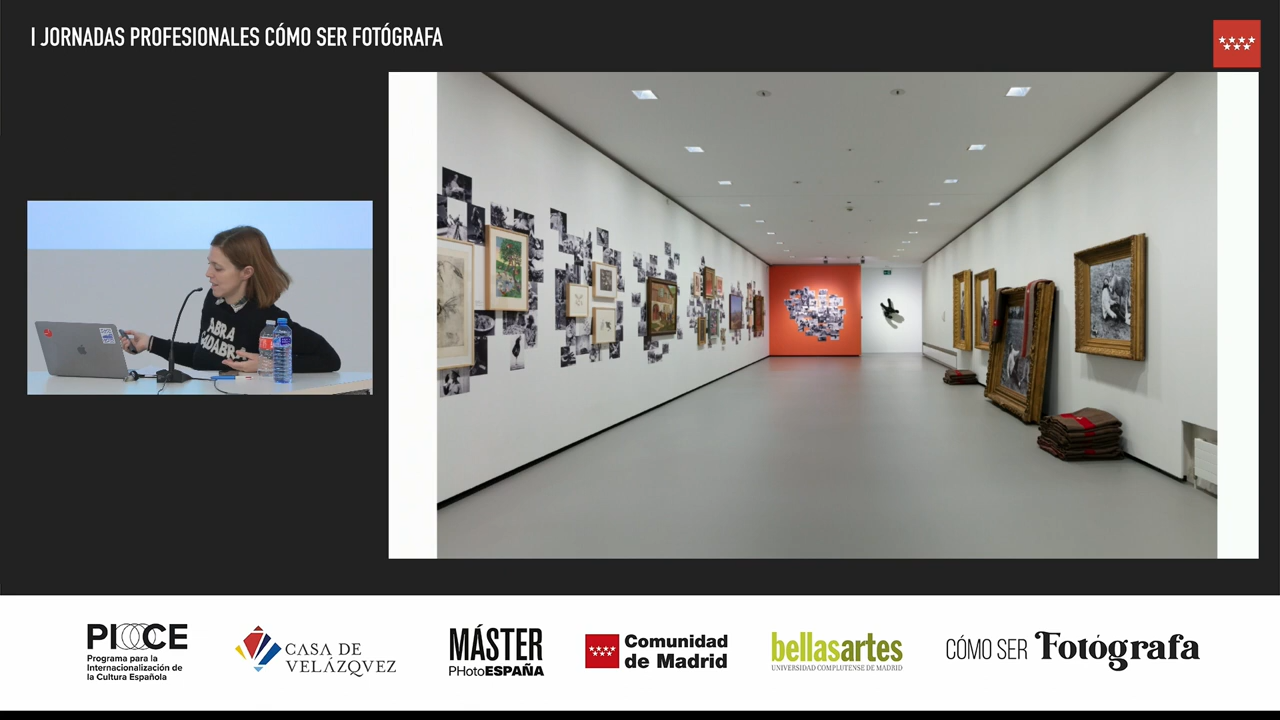 I JORNADAS PROFESIONALES CÓMO SER FOTÓGRAFA
ABRA
CADABRA
PICCE
Programa para la
Internacionalización de
la Cultura Española
CASA DE
VELÁZQVEZ
MÁSTER
PHotoESPAÑA
Comunidad
de Madrid
bellasartes
UNIVERSIDAD COMPLUTENSE DE MADRID
CÓMO SER Fotógrafa